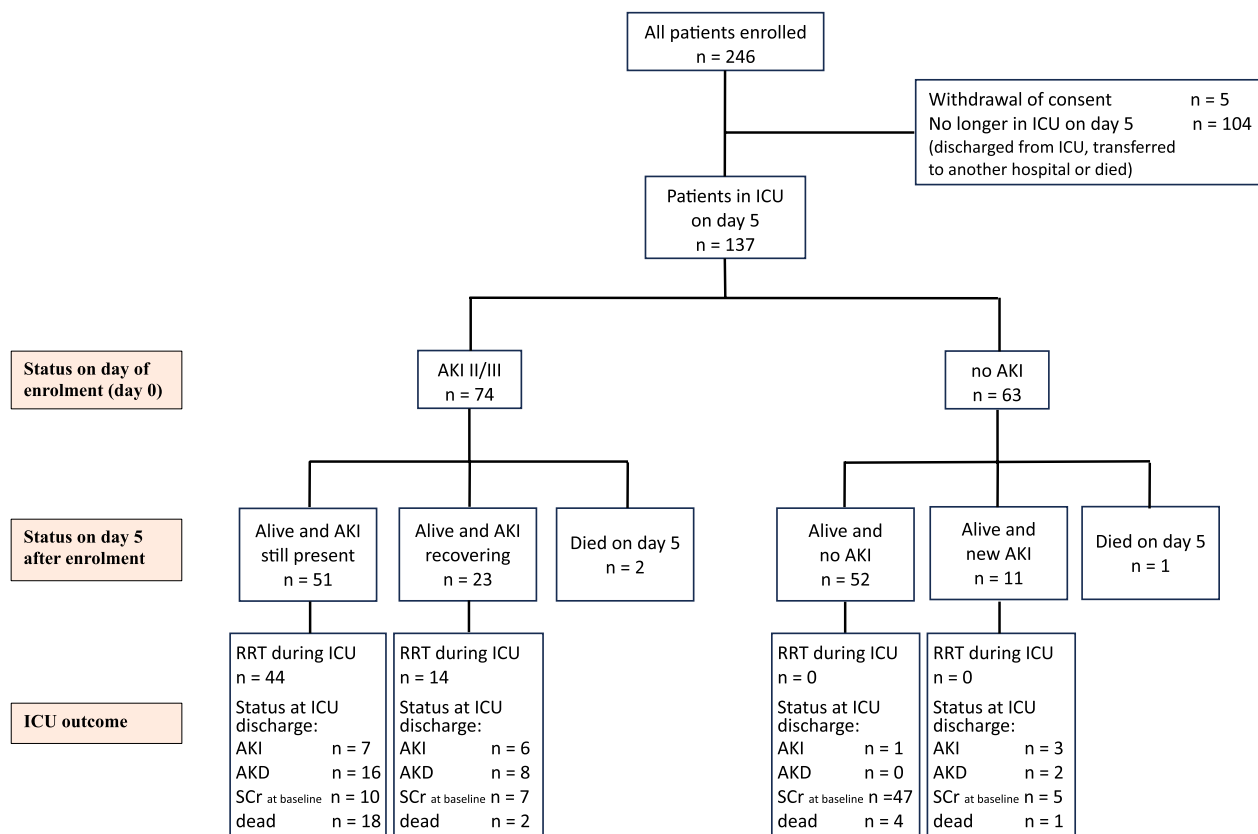 All patients enrolled
n = 246
Withdrawal of consent n = 5
No longer in ICU on day 5 n = 104
(discharged from ICU, transferred
to another hospital or died)
Patients in ICU
on day 5
n = 137
Status on day of
enrolment (day 0)
AKI II/III
n = 74
no AKI
n = 63
Status on day 5
after enrolment
Alive and AKI
still present
n = 51
Alive and AKI
recovering
n = 23
Died on day 5
n = 2
Alive and
no AKI
n = 52
Alive and
new AKI
n = 11
Died on day 5
n = 1
ICU outcome
RRT during ICU
n = 44
Status at ICU
discharge:
AKI n = 7
AKD n = 16
SCr at baseline n = 10
dead n = 18
RRT during ICU
n = 14
Status at ICU
discharge:
AKI n = 6
AKD n = 8
SCr at baseline n = 7
dead n = 2
RRT during ICU
n = 0
Status at ICU
discharge:
AKI n = 1
AKD n = 0
SCr at baseline n =47
dead n = 4
RRT during ICU
n = 0
Status at ICU
discharge:
AKI n = 3
AKD n = 2
SCr at baseline n = 5
dead n = 1